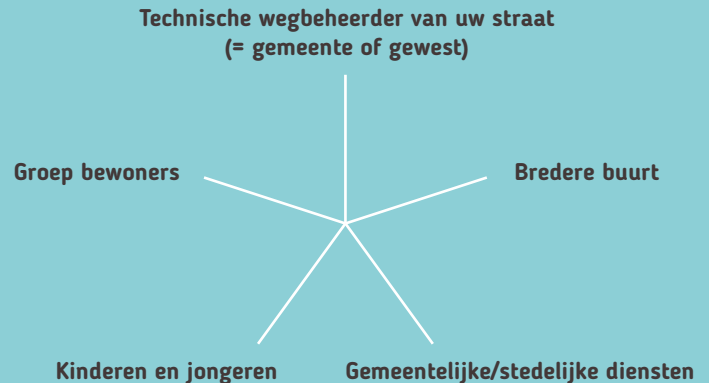 Technische wegbeheerder van uw straat
(= gemeente of gewest)
Groep bewoners
Bredere buurt
Kinderen en jongeren
Gemeentelijke/stedelijke diensten